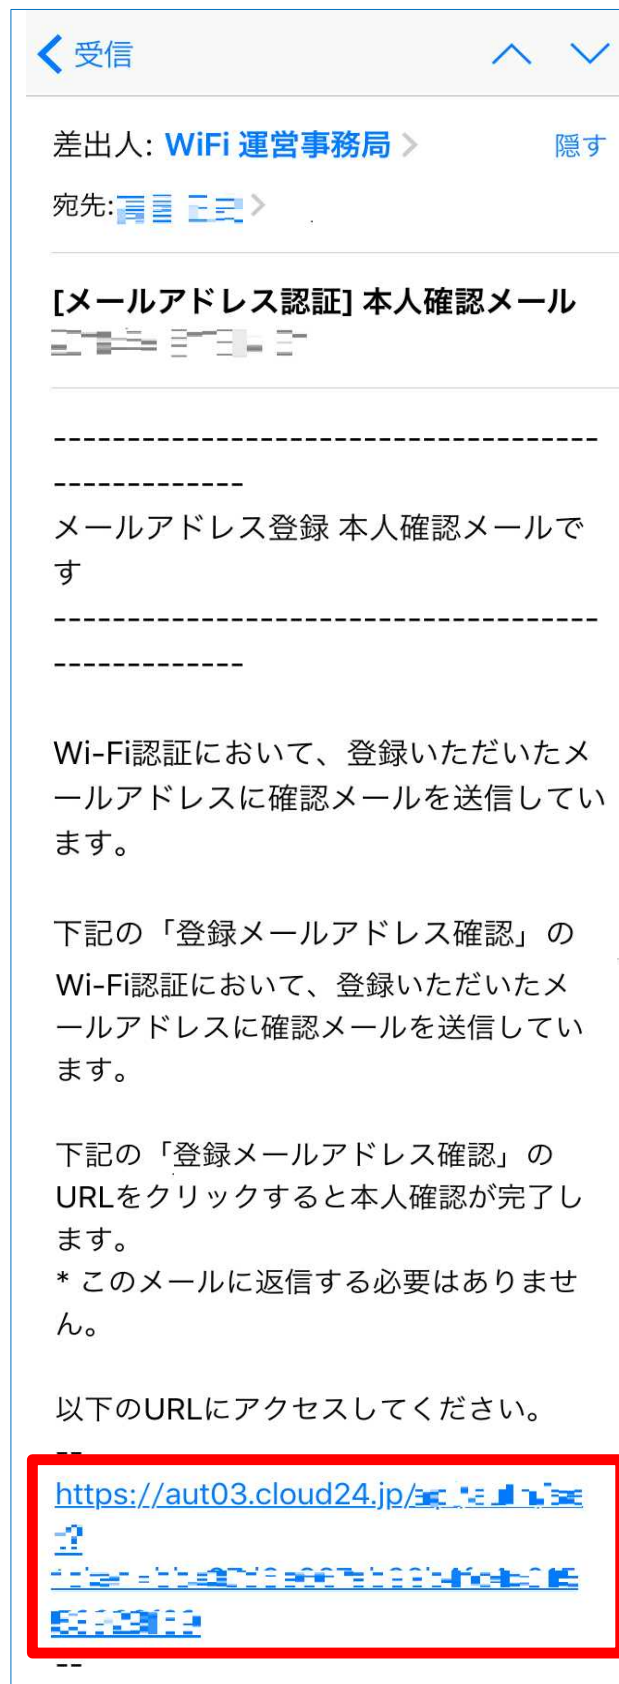 受信
差出人: WiFi 運営事務局 隠す
宛先:
[メールアドレス認証] 本人確認メール
-------------------------------------
-------------
メールアドレス登録 本人確認メールで
す
-------------------------------------
-------------
Wi-Fi認証において、登録いただいたメ
ールアドレスに確認メールを送信してい
ます。
下記の「登録メールアドレス確認」の
Wi-Fi認証において、登録いただいたメ
ールアドレスに確認メールを送信してい
ます。
下記の「登録メールアドレス確認」の
URLをクリックすると本人確認が完了し
ます。
* このメールに返信する必要はありませ
ん。
以下のURLにアクセスしてください。
--
https://aut03.cloud24.jp/
--